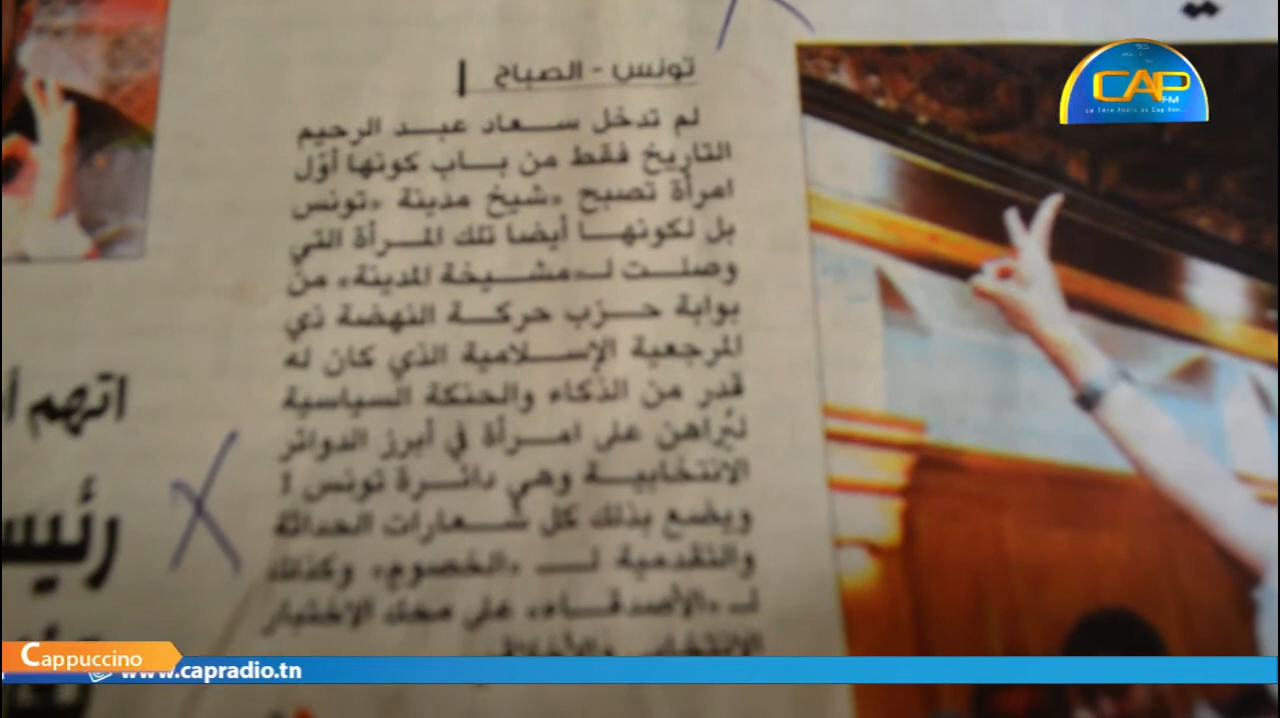 تونس - الصباح
لم تدخل سعاد عبد الرحيم
التاريخ فقط من باب كونها أوّل
امرأة تصبح «شيخ مدينة «تونس
بل لكونها أيضا تلك المرأة التي
وصلت لـ«مشيخة المدينة» من
بوابة حزب حركة النهضة ذي
المرجعية الإسلامية الذي كان له
قدر من الذكاء والحنكة السياسية
ليُراهن على امرأة في أبرز الدوائر
الانتخابية وهي دائرة تونس 1
ويضع بذلك كل شعارات الحداثة
والتقدمية لـ «الخصوم» وكذلك
لـ «الأصدقاء» على محك الاختبار
اتهم
رئيس
CAP
FM
Cappuccino
www.capradio.tn